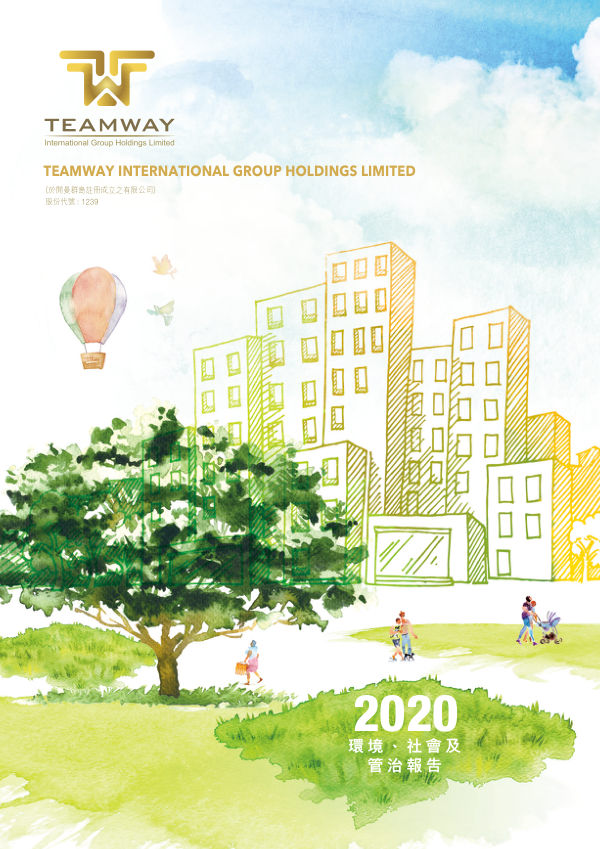 TEAMWAY
International Group Holdings Limited
TEAMWAY INTERNATIONAL GROUP HOLDINGS LIMITED
(於開曼群島註冊成立之有限公司)
股份代號 : 1239
2020
環境、社會及
管治報告